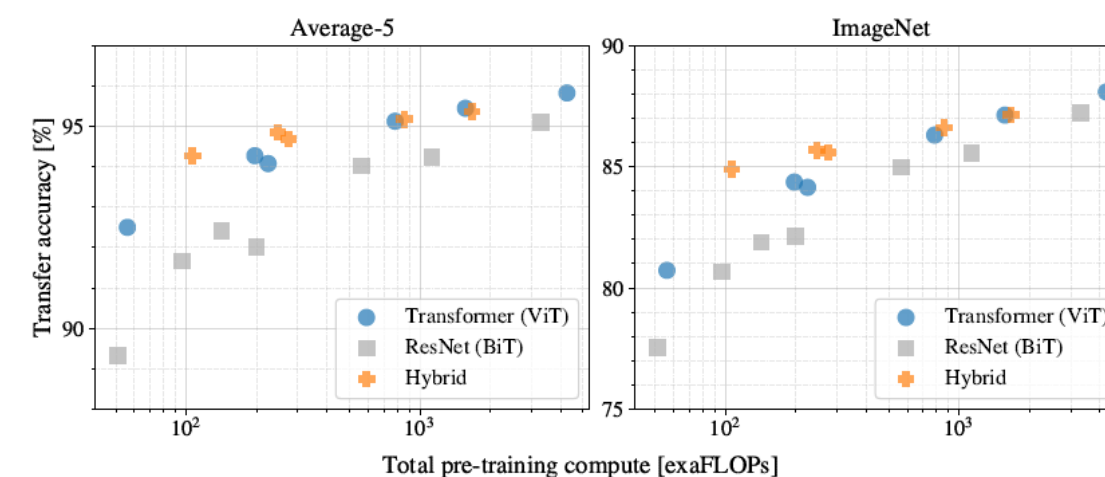 Average-5
ImageNet
Transfer accuracy [%]
95
90
Transformer (ViT)
ResNet (BiT)
Hybrid
10²
10³
90
85
80
75
Transformer (ViT)
ResNet (BiT)
Hybrid
10²
10³
Total pre-training compute [exaFLOPs]